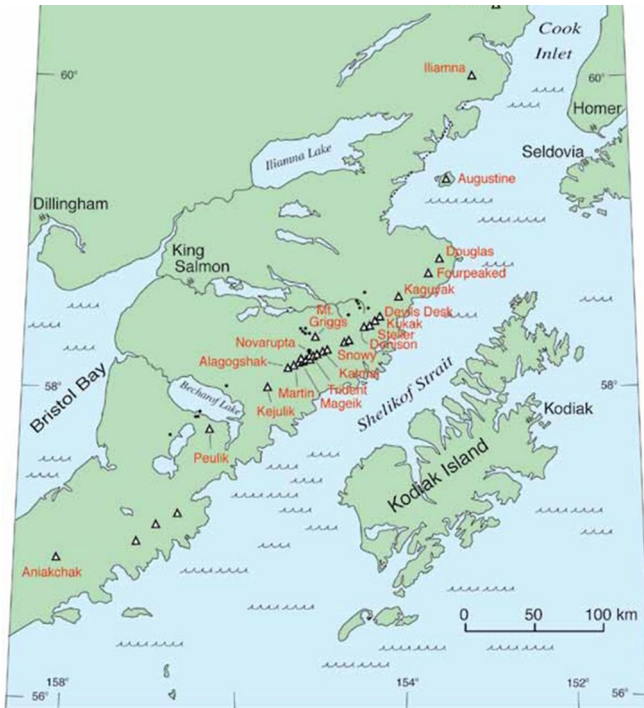 Cook
Inlet
60°
60°
Iliamna
Homer
Iliamna Lake
Seldovia
Augustine
Dillingham
King
Salmon
Douglas
Fourpeaked
Kaguyak
Mt.
Griggs
Devils Desk
Kukak
Steller
Denison
Novarupta
Snowy
Alagogshak
Katmai
Trident
Martin
Mageik
58°
58°
Bristol Bay
Becharof Lake
Kejulik
Shelikof Strait
Kodiak
Peulik
Kodiak Island
Aniakchak
0 50 100 km
56°
158°
154°
152°
56°